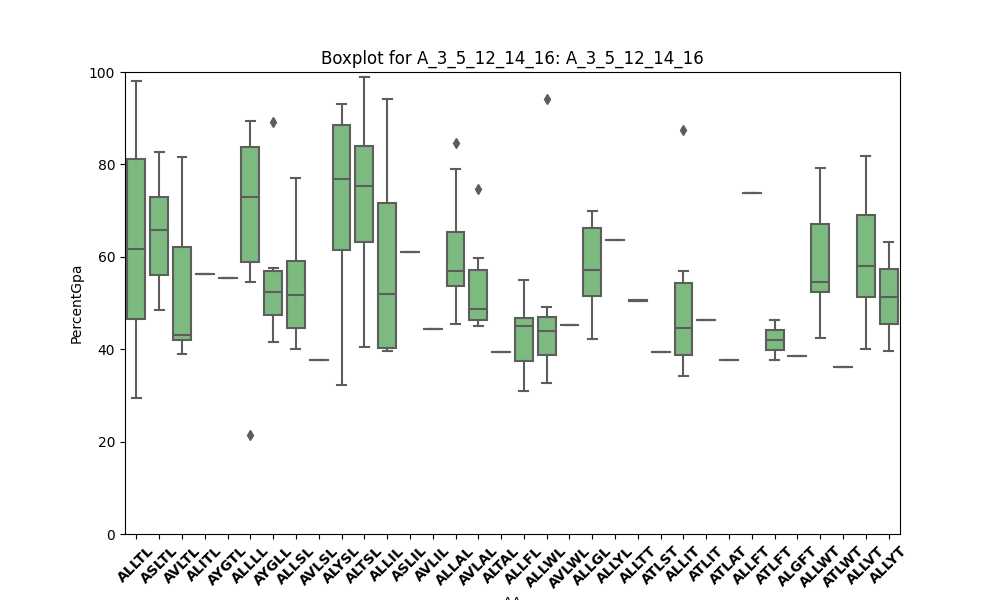 Boxplot for A_3_5_12_14_16: A_3_5_12_14_16
PercentGpa
100
80
60
40
20
0
ALLTL
ASLTL
AVLTL
ALITL
AYGTL
ALLLL
AYGLL
ALLSL
AVLSL
ALYSL
ALTSL
ALLIL
ASLIL
AVLIL
ALLAL
AVLAL
ALTAL
ALLFL
ALLWL
AVLWL
ALLGL
ALLYL
ALLTT
ATLST
ALLIT
ATLIT
ATLAT
ALLFT
ATLFT
ALGFT
ALLWT
ATLWT
ALLVT
ALLYT